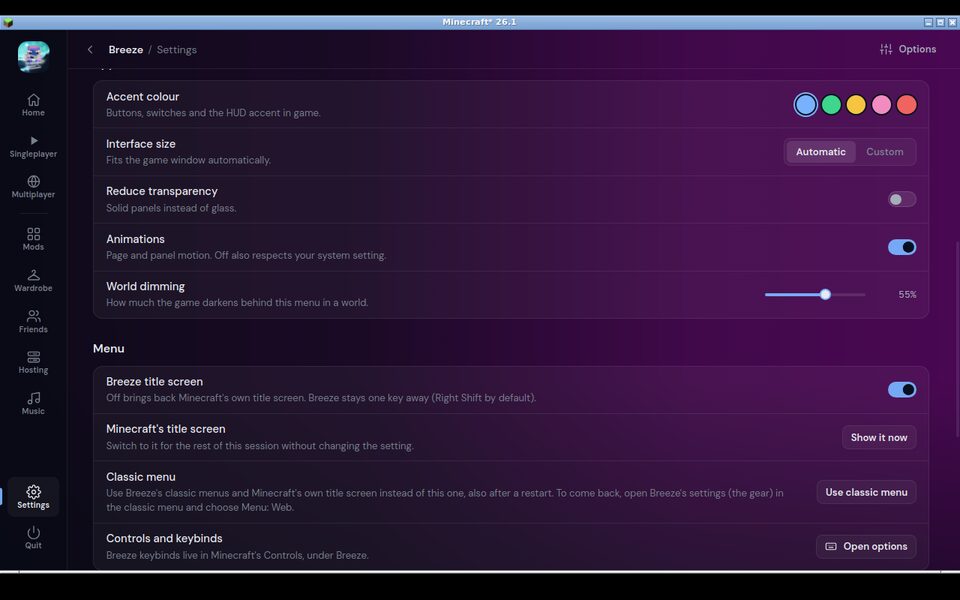 Minecraft* 26.1
Breeze / Settings
Options
Home
Singleplayer
Multiplayer
Mods
Wardrobe
Friends
Hosting
Music
Settings
Quit
Accent colour
Buttons, switches and the HUD accent in game.
Interface size
Fits the game window automatically.
Automatic
Custom
Reduce transparency
Solid panels instead of glass.
Animations
Page and panel motion. Off also respects your system setting.
World dimming
How much the game darkens behind this menu in a world.
55%
Menu
Breeze title screen
Off brings back Minecraft's own title screen. Breeze stays one key away (Right Shift by default).
Minecraft's title screen
Switch to it for the rest of this session without changing the setting.
Show it now
Classic menu
Use Breeze's classic menus and Minecraft's own title screen instead of this one, also after a restart. To come back, open Breeze's settings (the gear) in
the classic menu and choose Menu: Web.
Use classic menu
Controls and keybinds
Breeze keybinds live in Minecraft's Controls, under Breeze.
Open options